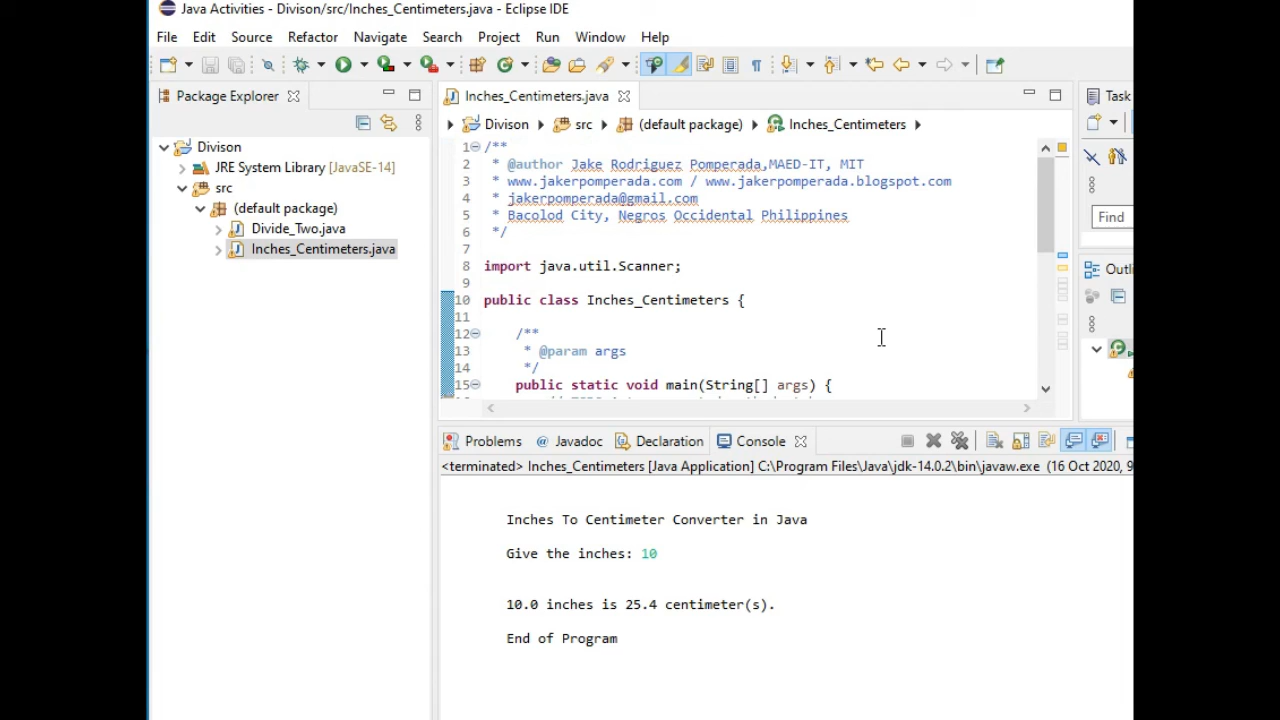 Java Activities - Divison/src/Inches_Centimeters.java - Eclipse IDE
File Edit Source Refactor Navigate Search Project Run Window Help
Package Explorer
Divison
JRE System Library [JavaSE-14]
src
(default package)
Divide_Two.java
Inches_Centimeters.java
Inches_Centimeters.java
Divison src (default package) Inches_Centimeters
1 /**
2 * @author Jake Rodriguez Pomperada,MAED-IT, MIT
3 * www.jakerpomperada.com / www.jakerpomperada.blogspot.com
4 * jakerpomperada@gmail.com
5 * Bacolod City, Negros Occidental Philippines
6 */
7
8 import java.util.Scanner;
9
10 public class Inches_Centimeters {
11
12 /**
13 * @param args
14 */
15 public static void main(String[] args) {
Task
Find
Outli
Problems @ Javadoc Declaration Console
<terminated> Inches_Centimeters [Java Application] C:\Program Files\Java\jdk-14.0.2\bin\javaw.exe (16 Oct 2020, 9
Inches To Centimeter Converter in Java
Give the inches: 10
10.0 inches is 25.4 centimeter(s).
End of Program